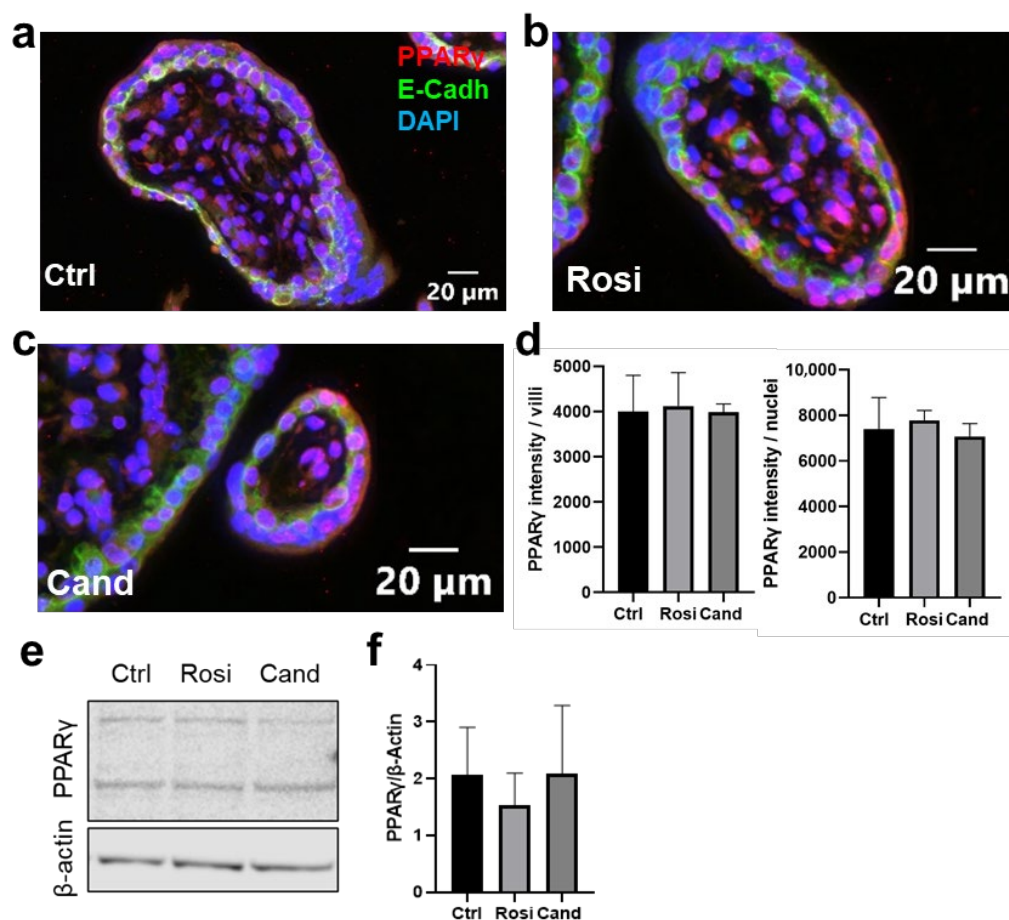 a
PPARγ
E-Cadh
DAPI
Ctrl
20 µm
b
Rosi
20 µm
c
Cand
20 µm
d
PPARγ intensity / villi
5000
4000
3000
2000
1000
0
Ctrl Rosi Cand
PPARγ intensity / nuclei
10,000
8000
6000
4000
2000
0
Ctrl Rosi Cand
e
Ctrl Rosi Cand
PPARγ
β-actin
f
PPARγ/β-Actin
4
3
2
1
0
Ctrl Rosi Cand